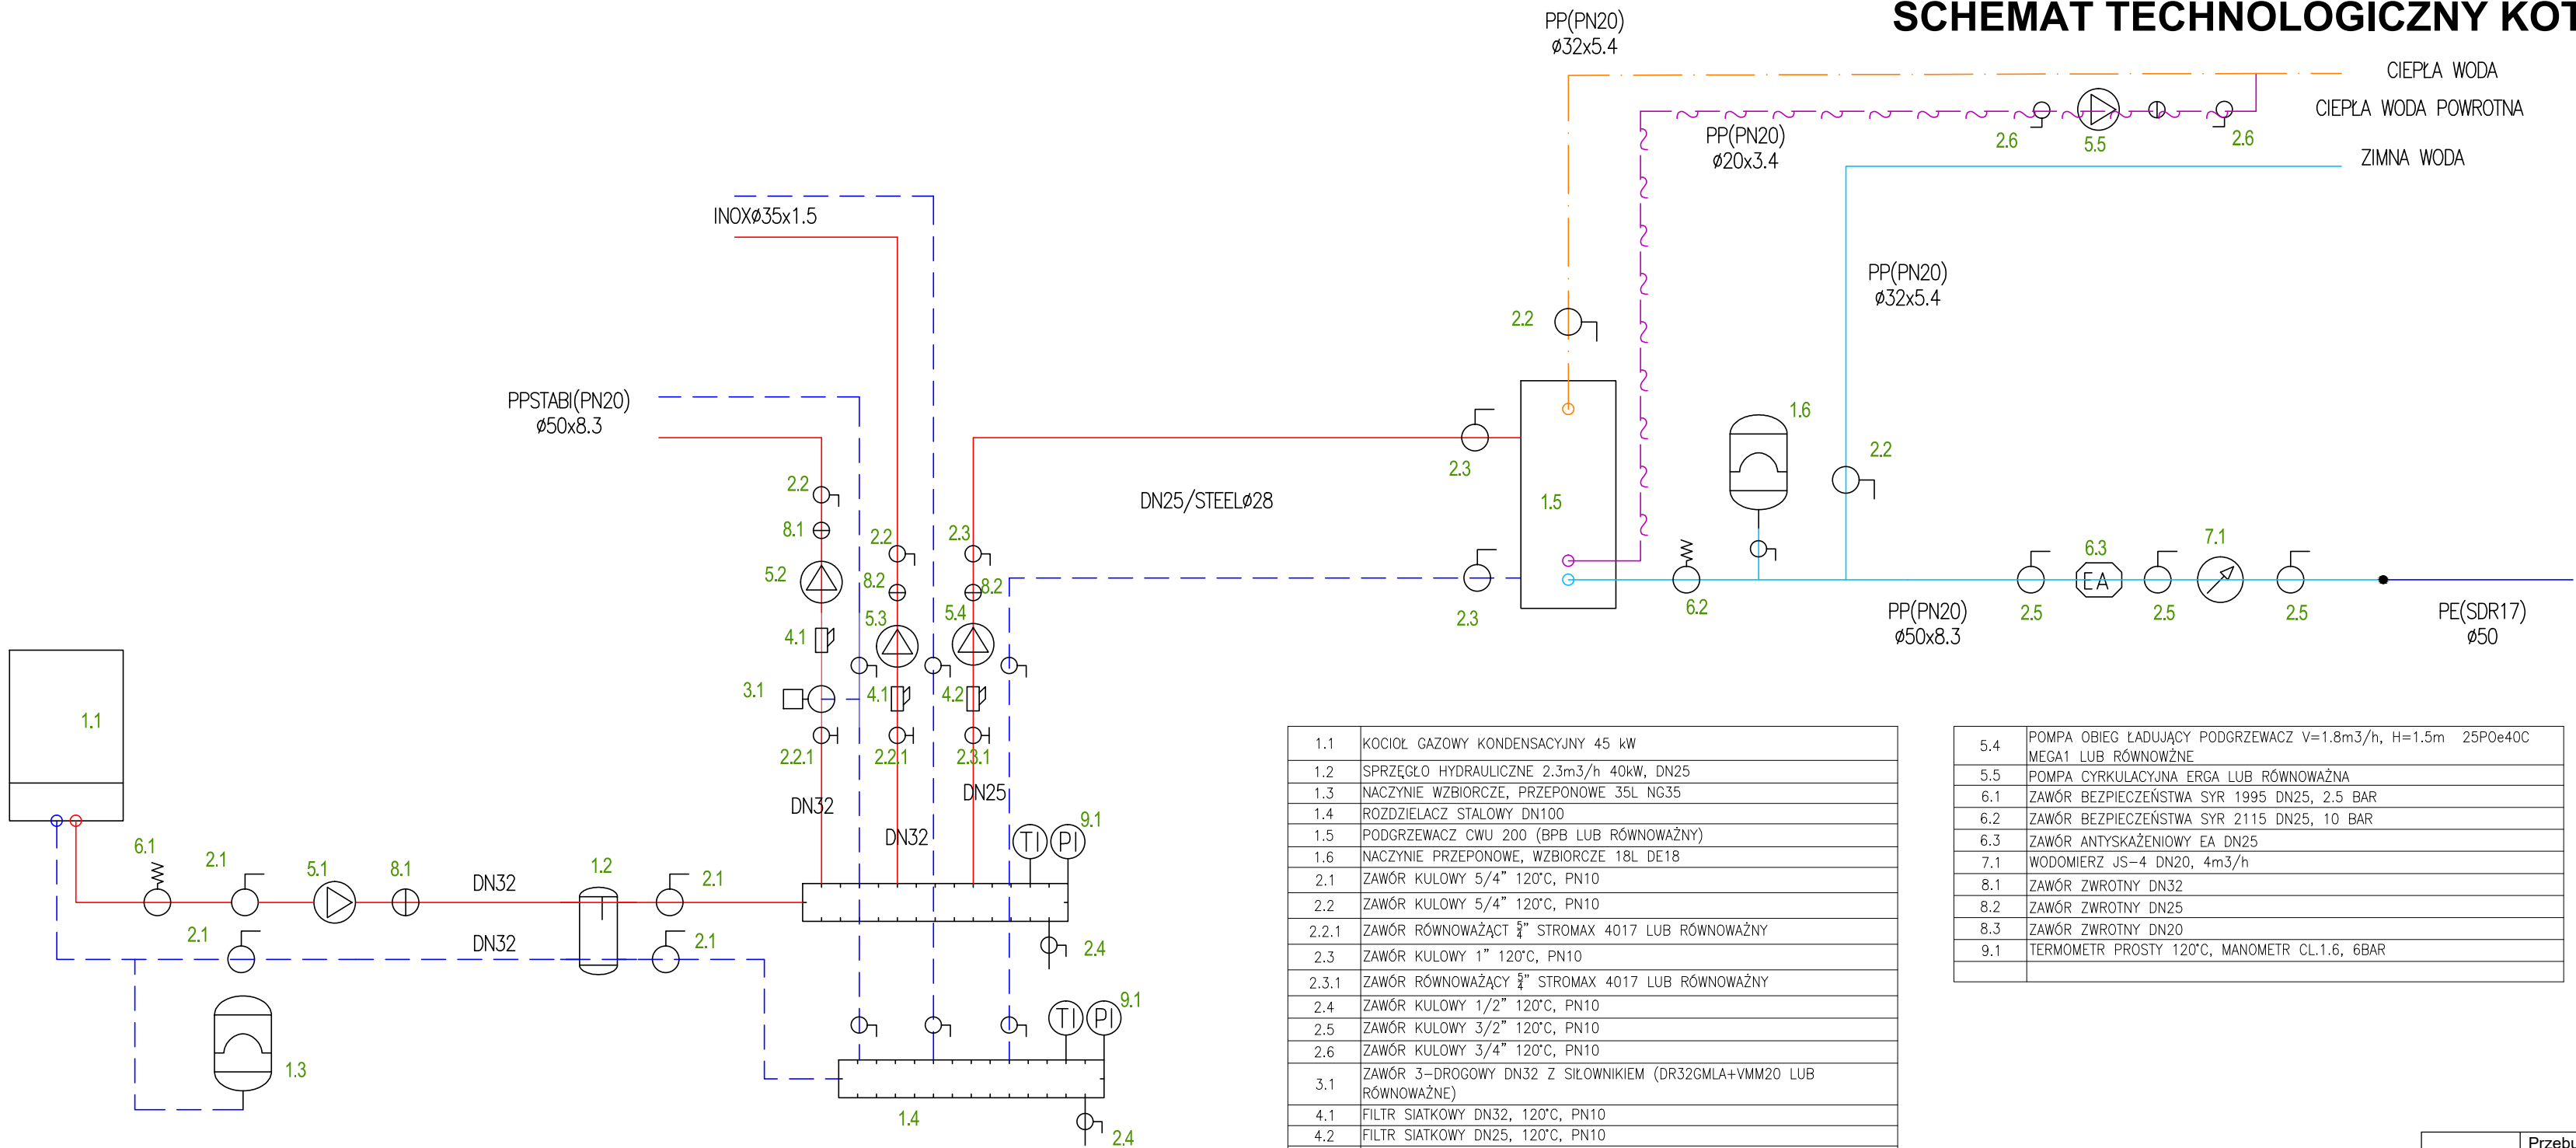 SCHEMAT TECHNOLOGICZNY KOT
PP(PN20)
ø32x5.4
CIEPŁA WODA
CIEPŁA WODA POWROTNA
2.6
5.5
2.6
PP(PN20)
ø20x3.4
ZIMNA WODA
INOXø35x1.5
PP(PN20)
ø32x5.4
2.2
PPSTABI(PN20)
ø50x8.3
1.6
2.2
2.3
DN25/STEELø28
1.5
2.2
8.1
2.2
2.3
5.2
8.2
8.2
5.3
5.4
4.1
2.3
6.2
PP(PN20)
ø50x8.3
2.5
6.3
EA
2.5
7.1
2.5
PE(SDR17)
ø50
3.1
4.1
4.2
2.2.1
2.2.1
2.3.1
DN32
DN32
DN25
1.1
6.1
2.1
5.1
8.1
DN32
1.2
2.1
TI
PI
9.1
2.1
DN32
2.1
2.4
1.3
TI
PI
9.1
1.4
2.4
1.1 KOCIOŁ GAZOWY KONDENSACYJNY 45 kW
1.2 SPRZĘGŁO HYDRAULICZNE 2.3m3/h 40kW, DN25
1.3 NACZYNIE WZBIORCZE, PRZEPONOWE 35L NG35
1.4 ROZDZIELACZ STALOWY DN100
1.5 PODGRZEWACZ CWU 200 (BPB LUB RÓWNOWAŻNY)
1.6 NACZYNIE PRZEPONOWE, WZBIORCZE 18L DE18
2.1 ZAWÓR KULOWY 5/4" 120°C, PN10
2.2 ZAWÓR KULOWY 5/4" 120°C, PN10
2.2.1 ZAWÓR RÓWNOWAŻĄCT 5/4" STROMAX 4017 LUB RÓWNOWAŻNY
2.3 ZAWÓR KULOWY 1" 120°C, PN10
2.3.1 ZAWÓR RÓWNOWAŻĄCY 5/4" STROMAX 4017 LUB RÓWNOWAŻNY
2.4 ZAWÓR KULOWY 1/2" 120°C, PN10
2.5 ZAWÓR KULOWY 3/2" 120°C, PN10
2.6 ZAWÓR KULOWY 3/4" 120°C, PN10
3.1 ZAWÓR 3-DROGOWY DN32 Z SIŁOWNIKIEM (DR32GMLA+VMM20 LUB
RÓWNOWAŻNE)
4.1 FILTR SIATKOWY DN32, 120°C, PN10
4.2 FILTR SIATKOWY DN25, 120°C, PN10
5.4 POMPA OBIEG ŁADUJĄCY PODGRZEWACZ V=1.8m3/h, H=1.5m 25POe40C
MEGA1 LUB RÓWNOWŻNE
5.5 POMPA CYRKULACYJNA ERGA LUB RÓWNOWAŻNA
6.1 ZAWÓR BEZPIECZEŃSTWA SYR 1995 DN25, 2.5 BAR
6.2 ZAWÓR BEZPIECZEŃSTWA SYR 2115 DN25, 10 BAR
6.3 ZAWÓR ANTYSKAŻENIOWY EA DN25
7.1 WODOMIERZ JS-4 DN20, 4m3/h
8.1 ZAWÓR ZWROTNY DN32
8.2 ZAWÓR ZWROTNY DN25
8.3 ZAWÓR ZWROTNY DN20
9.1 TERMOMETR PROSTY 120°C, MANOMETR CL.1.6, 6BAR
Przebu